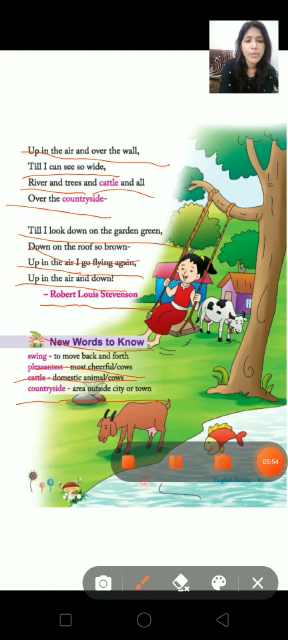 Up in the air and over the wall,
Till I can see so wide,
River and trees and cattle and all
Over the countryside-
Till I look down on the garden green,
Down on the roof so brown-
Up in the air I go flying again,
Up in the air and down!
– Robert Louis Stevenson
New Words to Know
swing - to move back and forth
pleasantest - most cheerful/cows
cattle - domestic animal/cows
countryside - area outside city or town
05:54